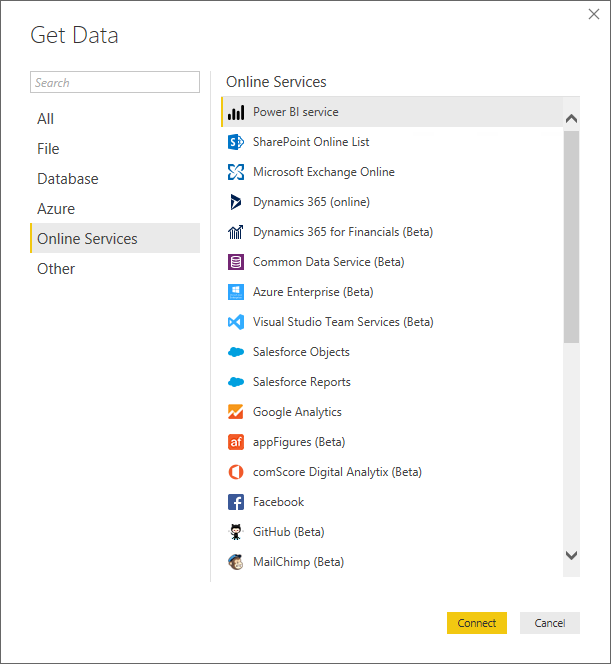 Get Data
Search
All
File
Database
Azure
Online Services
Other
Online Services
Power BI service
SharePoint Online List
Microsoft Exchange Online
Dynamics 365 (online)
Dynamics 365 for Financials (Beta)
Common Data Service (Beta)
Azure Enterprise (Beta)
Visual Studio Team Services (Beta)
Salesforce Objects
Salesforce Reports
Google Analytics
af appFigures (Beta)
comScore Digital Analytix (Beta)
Facebook
GitHub (Beta)
MailChimp (Beta)
Connect Cancel